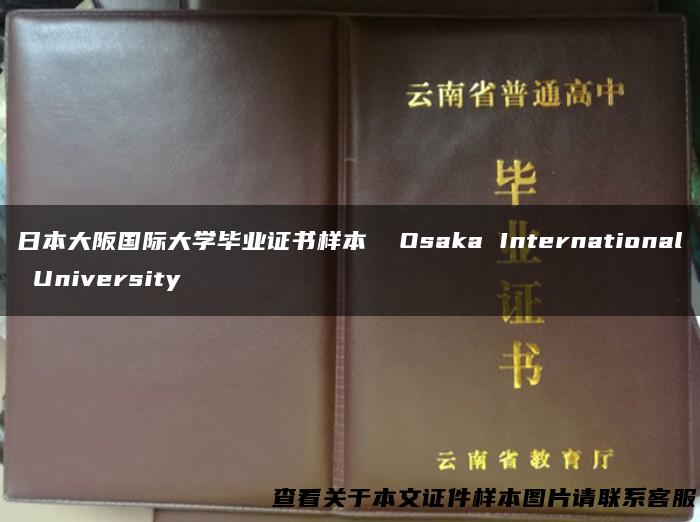 云南省普通高中
毕
业
证
书
日本大阪国际大学毕业证书样本 Osaka International
University
云南省教育厅
查看关于本文证件样本图片请联系客服